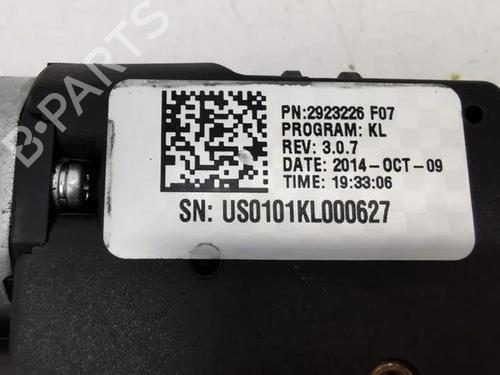 PN:2923226 F07
PROGRAM: KL
REV: 3.0.7
DATE: 2014-OCT-09
TIME: 19:33:06
SN: US0101KL000627
B-PARTS
B-PARTS